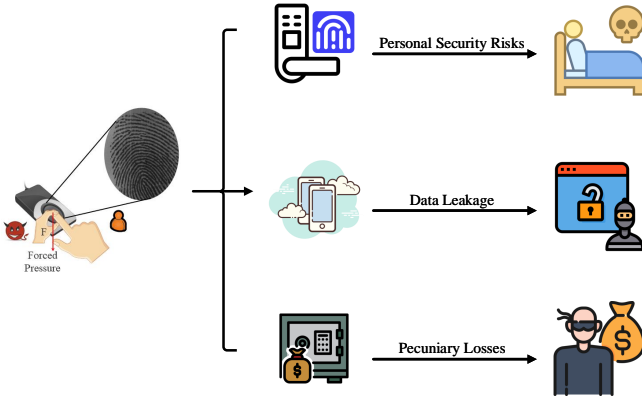 Personal Security Risks
Data Leakage
F
Forced
Pressure
Pecuniary Losses